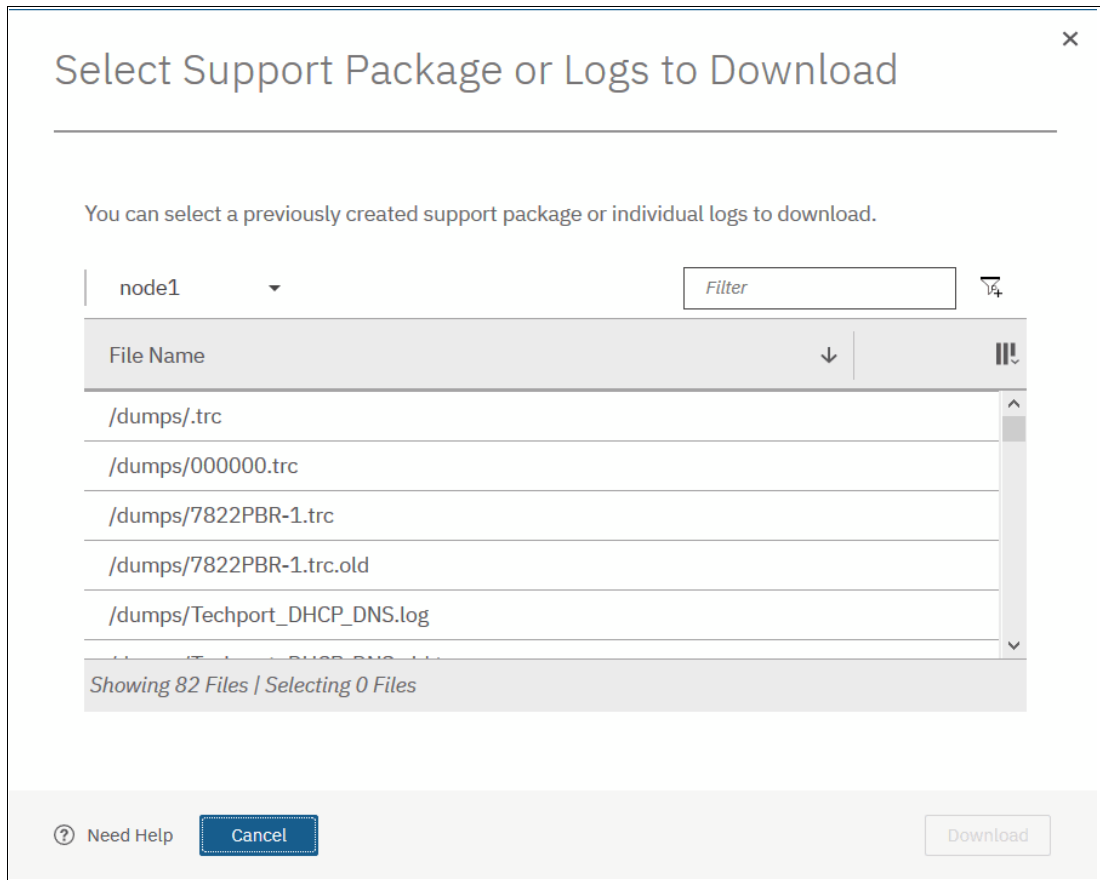 Select Support Package or Logs to Download
You can select a previously created support package or individual logs to download.
node1
Filter
File Name
/dumps/.trc
/dumps/000000.trc
/dumps/7822PBR-1.trc
/dumps/7822PBR-1.trc.old
/dumps/Techport_DHCP_DNS.log
Showing 82 Files | Selecting 0 Files
Need Help
Cancel
Download